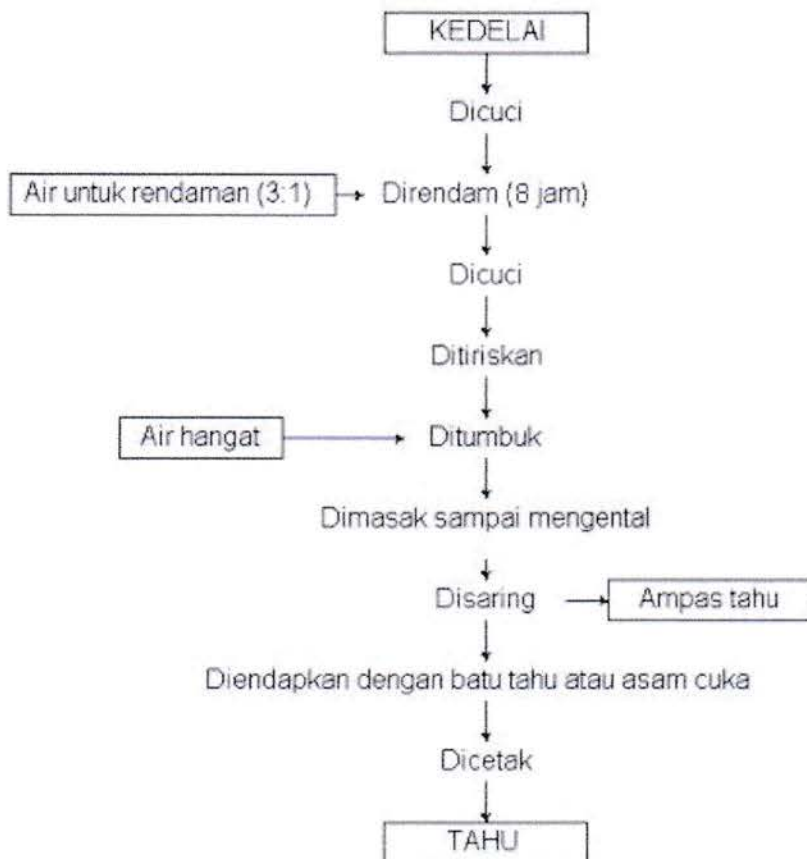 KEDELAI
Dicuci
Air untuk rendaman (3:1)
Direndam (8 jam)
Dicuci
Ditiriskan
Air hangat
Ditumbuk
Dimasak sampai mengental
Disaring
Ampas tahu
Diendapkan dengan batu tahu atau asam cuka
Dicetak
TAHU